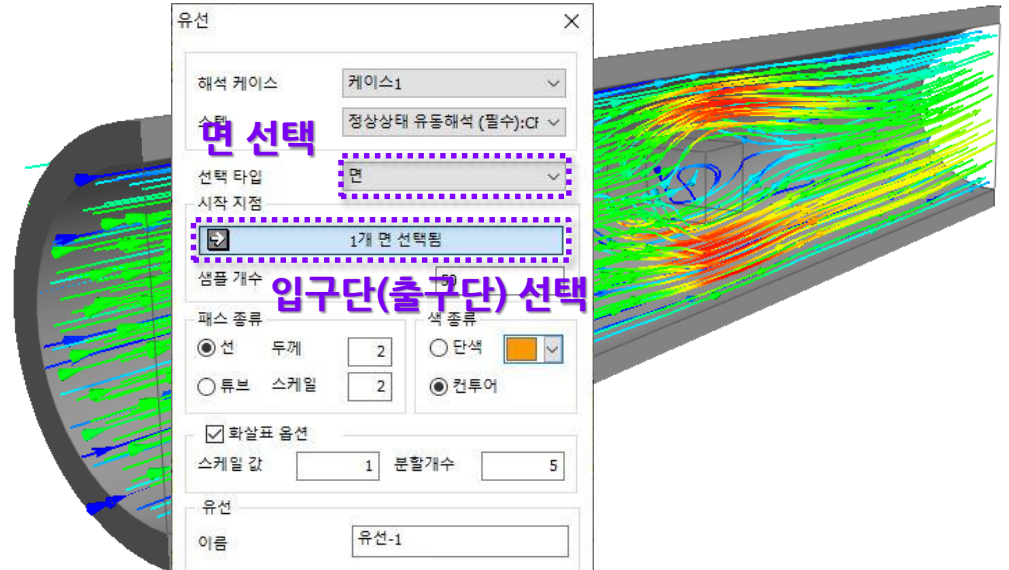 유선
해석 케이스 케이스1
스텝 정상상태 유동해석 (필수):CF
면 선택
선택 타입 면
시작 지점
1개 면 선택됨
샘플 개수 50
입구단(출구단) 선택
패스 종류 색 종류
선 두께 2 단색
튜브 스케일 2 컨투어
화살표 옵션
스케일 값 1 분할개수 5
유선
이름 유선-1